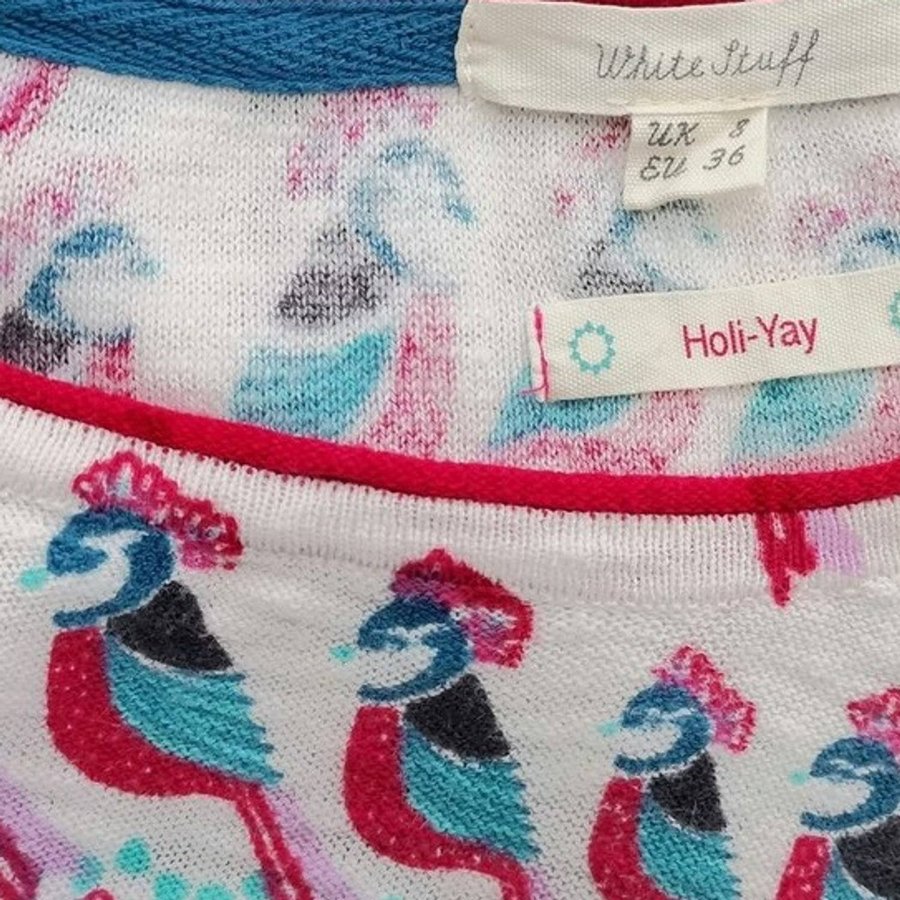 White Stuff
UK 8
EU 36
Holi-Yay